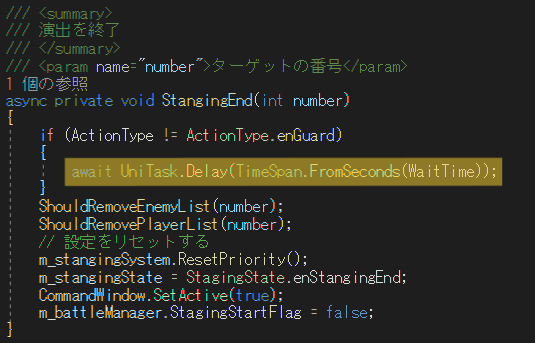 /// <summary>
/// 演出を終了
/// </summary>
/// <param name="number">ターゲットの番号</param>
1 個の参照
async private void StangingEnd(int number)
{
if (ActionType != ActionType.enGuard)
{
await UniTask.Delay(TimeSpan.FromSeconds(WaitTime));
}
ShouldRemoveEnemyList(number);
ShouldRemovePlayerList(number);
// 設定をリセットする
m_stangingSystem.ResetPriority();
m_stangingState = StagingState.enStangingEnd;
CommandWindow.SetActive(true);
m_battleManager.StagingStartFlag = false;
}